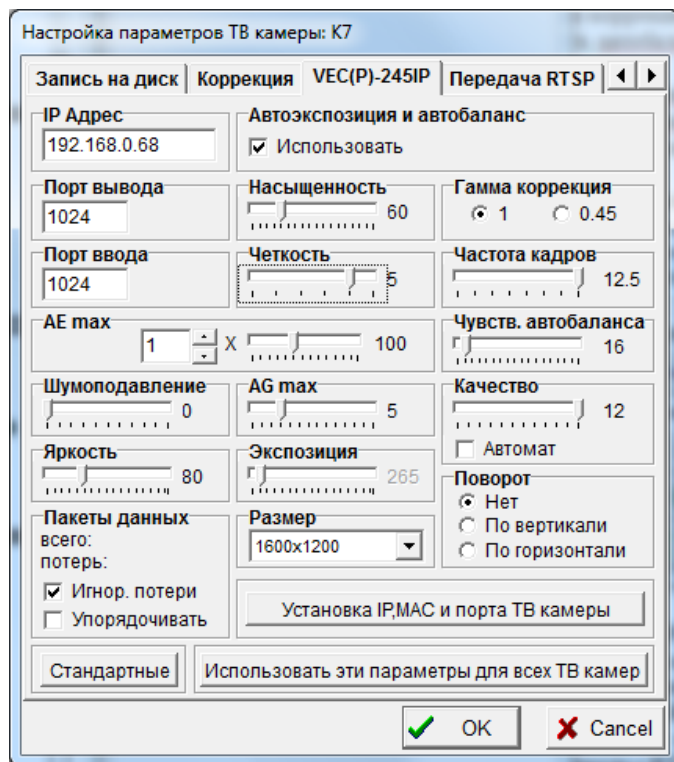 Настройка параметров ТВ камеры: K7
Запись на диск
Коррекция
VEC(P)-245IP
Передача RTSP
IP Адрес
192.168.0.68
Автоэкспозиция и автобаланс
Использовать
Порт вывода
1024
Насыщенность
60
Гамма коррекция
1
0.45
Порт ввода
1024
Четкость
5
Частота кадров
12.5
AE max
1
X
100
Чувств. автобаланса
16
Шумоподавление
0
AG max
5
Качество
12
Автомат
Яркость
80
Экспозиция
265
Поворот
Нет
По вертикали
По горизонтали
Пакеты данных
всего:
потерь:
Игнор. потери
Упорядочивать
Размер
1600x1200
Установка IP,MAC и порта ТВ камеры
Стандартные
Использовать эти параметры для всех ТВ камер
OK
Cancel